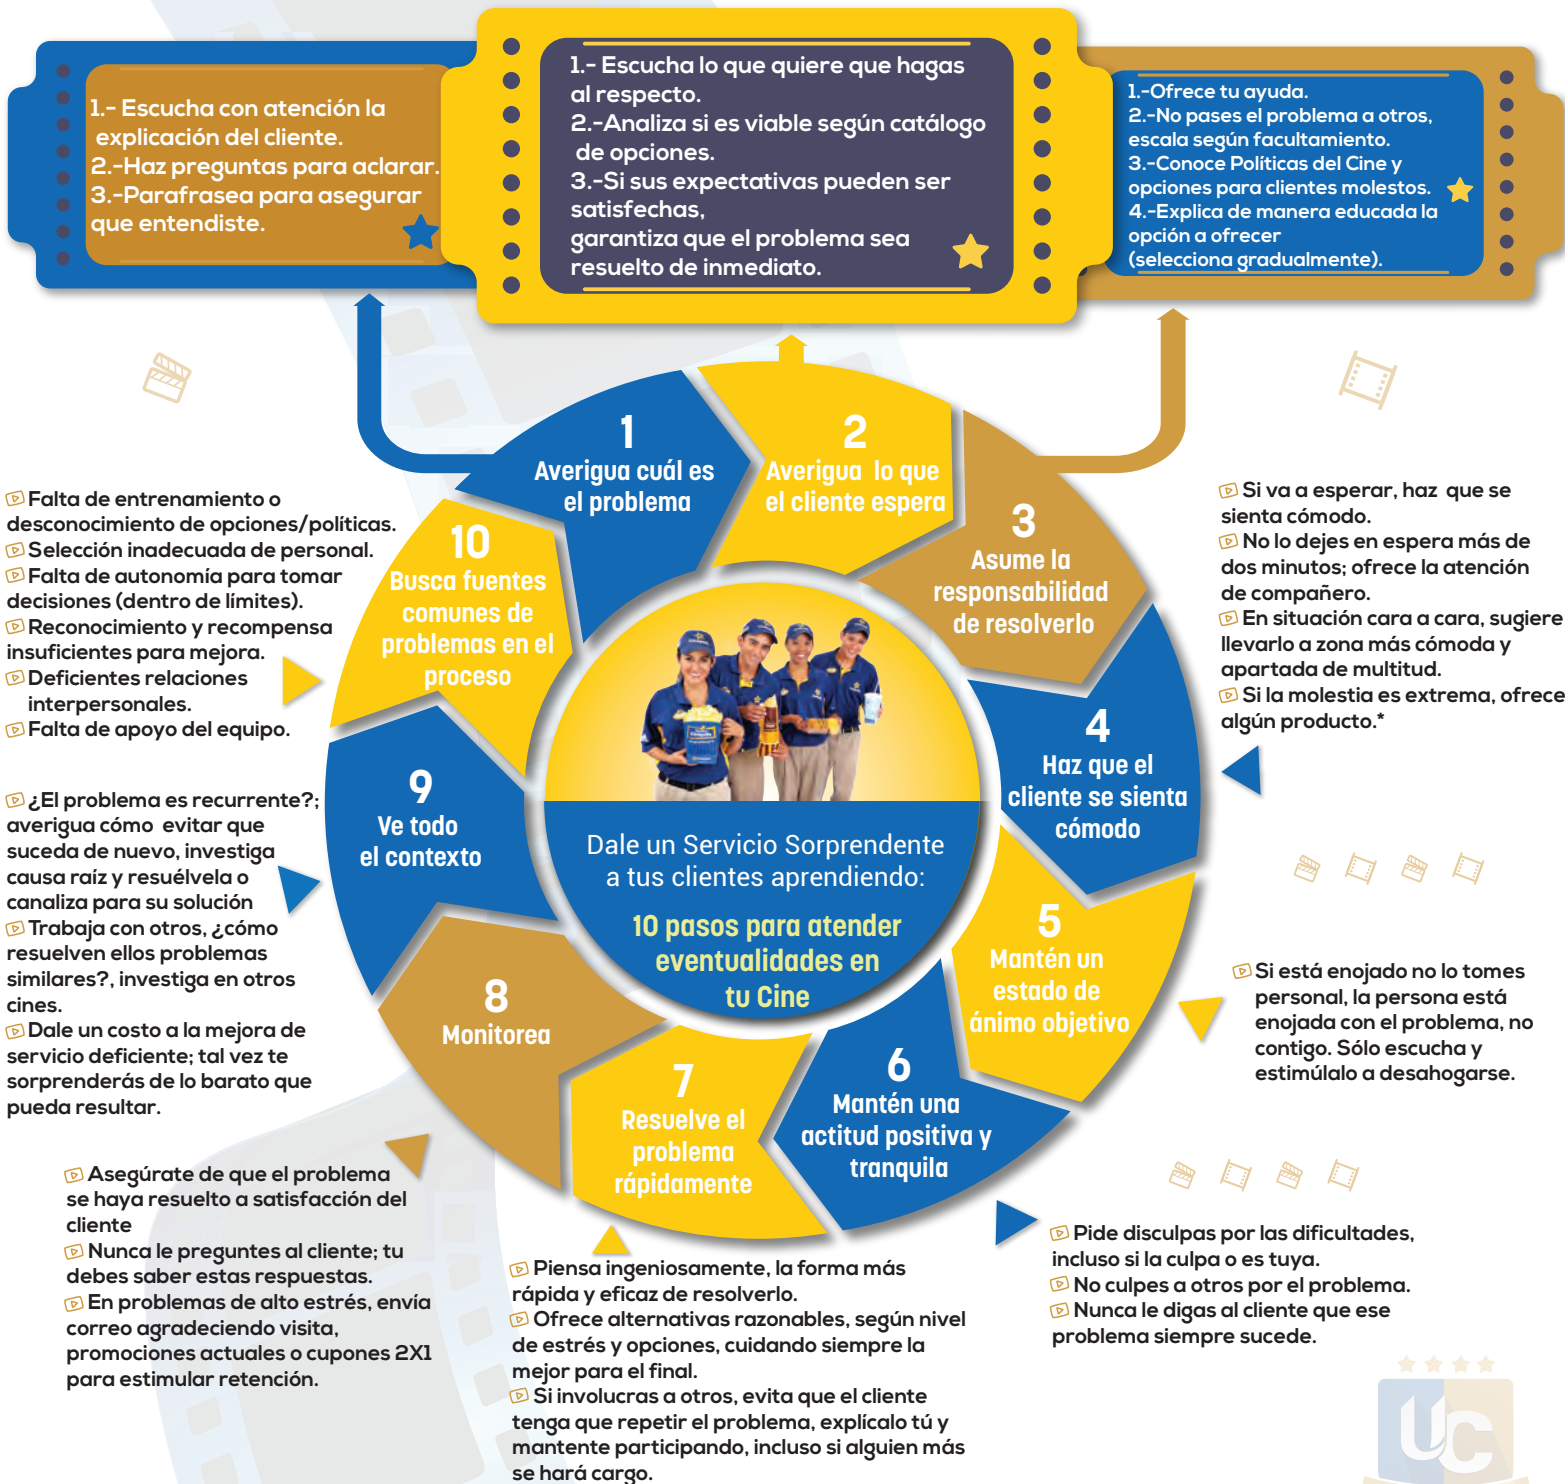 1.- Escucha con atención la
explicación del cliente.
2.-Haz preguntas para aclarar.
3.-Parafrasea para asegurar
que entendiste.
1.- Escucha lo que quiere que hagas
al respecto.
2.-Analiza si es viable según catálogo
de opciones.
3.-Si sus expectativas pueden ser
satisfechas,
garantiza que el problema sea
resuelto de inmediato.
1.-Ofrece tu ayuda.
2.-No pases el problema a otros,
escala según facultamiento.
3.-Conoce Políticas del Cine y
opciones para clientes molestos.
4.-Explica de manera educada la
opción a ofrecer
(selecciona gradualmente).
1
Averigua cuál es
el problema
2
Averigua lo que
el cliente espera
3
Asume la
responsabilidad
de resolverlo
4
Haz que el
cliente se sienta
cómodo
5
Mantén un
estado de
ánimo objetivo
6
Mantén una
actitud positiva y
tranquila
7
Resuelve el
problema
rápidamente
8
Monitorea
9
Ve todo
el contexto
10
Busca fuentes
comunes de
problemas en el
proceso
Dale un Servicio Sorprendente
a tus clientes aprendiendo:
10 pasos para atender
eventualidades en
tu Cine
Si va a esperar, haz que se
sienta cómodo.
No lo dejes en espera más de
dos minutos; ofrece la atención
de compañero.
En situación cara a cara, sugiere
llevarlo a zona más cómoda y
apartada de multitud.
Si la molestia es extrema, ofrece
algún producto.*
Si está enojado no lo tomes
personal, la persona está
enojada con el problema, no
contigo. Sólo escucha y
estimúlalo a desahogarse.
Pide disculpas por las dificultades,
incluso si la culpa o es tuya.
No culpes a otros por el problema.
Nunca le digas al cliente que ese
problema siempre sucede.
Piensa ingeniosamente, la forma más
rápida y eficaz de resolverlo.
Ofrece alternativas razonables, según nivel
de estrés y opciones, cuidando siempre la
mejor para el final.
Si involucras a otros, evita que el cliente
tenga que repetir el problema, explícalo tú y
mantente participando, incluso si alguien más
se hará cargo.
Asegúrate de que el problema
se haya resuelto a satisfacción del
cliente
Nunca le preguntes al cliente; tu
debes saber estas respuestas.
En problemas de alto estrés, envía
correo agradeciendo visita,
promociones actuales o cupones 2X1
para estimular retención.
¿El problema es recurrente?;
averigua cómo evitar que
suceda de nuevo, investiga
causa raíz y resuélvela o
canaliza para su solución
Trabaja con otros, ¿cómo
resuelven ellos problemas
similares?, investiga en otros
cines.
Dale un costo a la mejora de
servicio deficiente; tal vez te
sorprenderás de lo barato que
pueda resultar.
Falta de entrenamiento o
desconocimiento de opciones/políticas.
Selección inadecuada de personal.
Falta de autonomía para tomar
decisiones (dentro de límites).
Reconocimiento y recompensa
insuficientes para mejora.
Deficientes relaciones
interpersonales.
Falta de apoyo del equipo.
UC